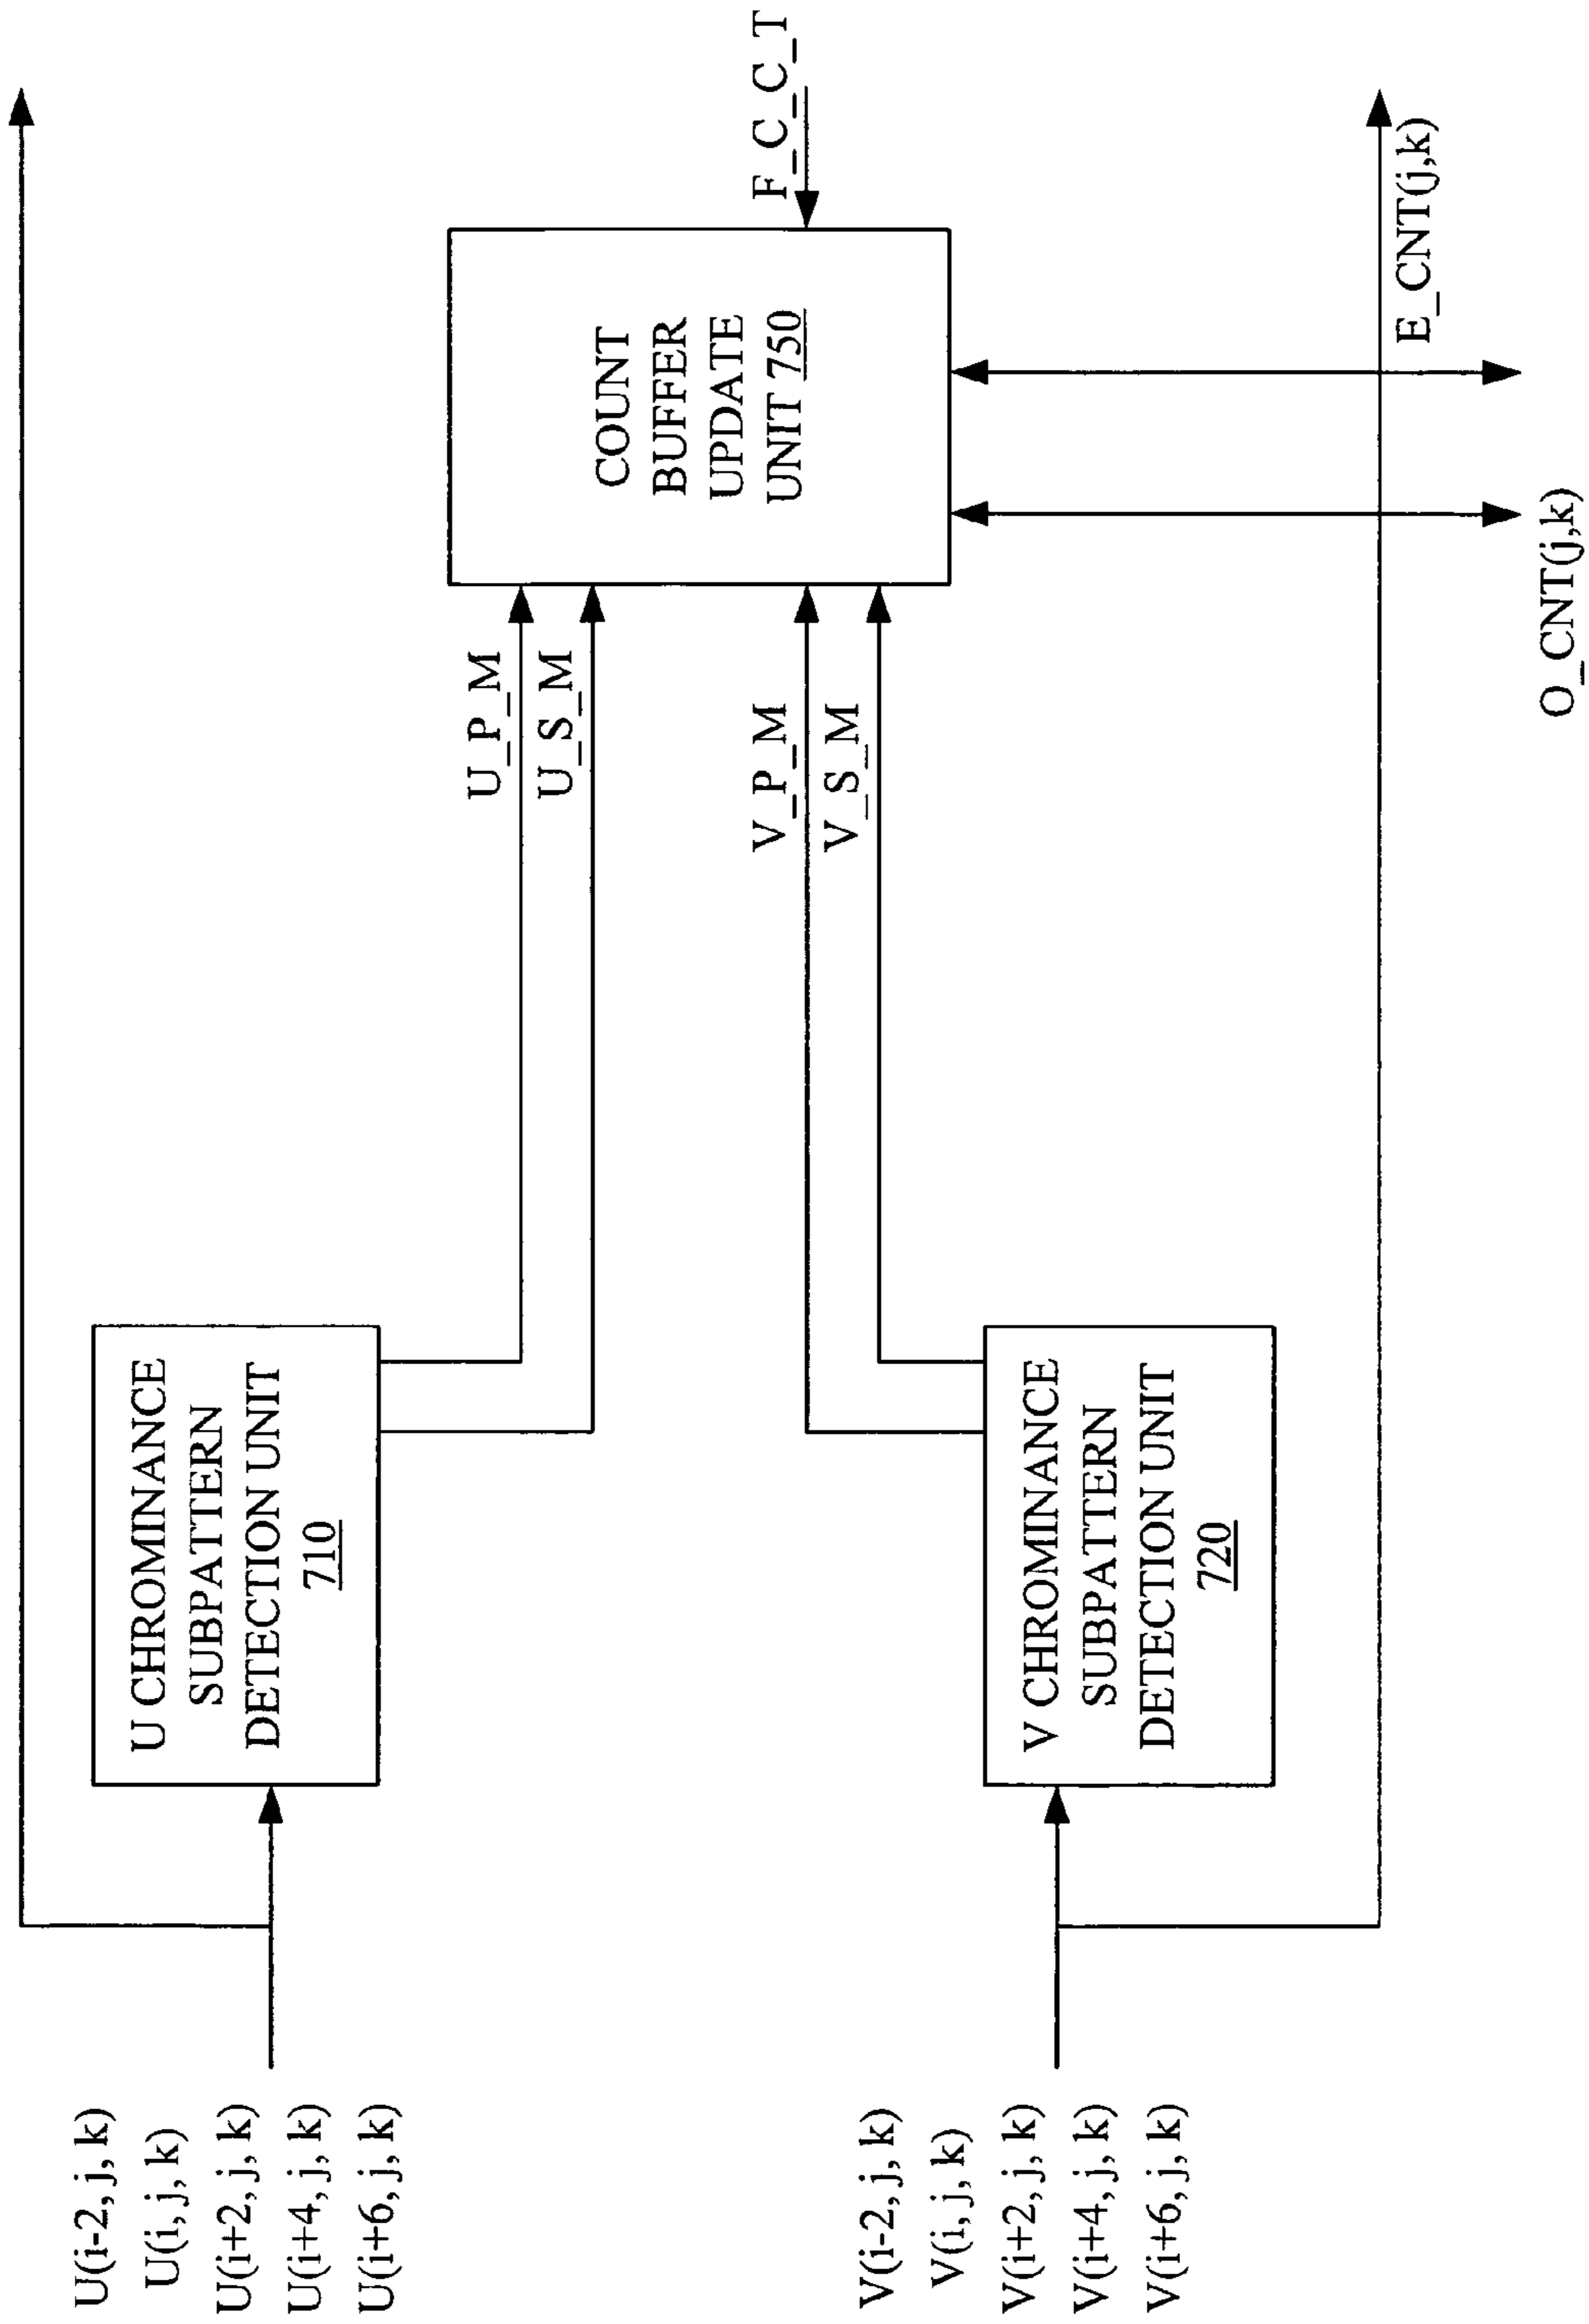 U(i-2, j, k)
U(i, j, k)
U(i+2, j, k)
U(i+4, j, k)
U(i+6, j, k)
U CHROMINANCE
SUBPATTERN
DETECTION UNIT
710
U_P_M
U_S_M
COUNT
BUFFER
UPDATE
UNIT 750
F_C_C_T
V_P_M
V_S_M
V(i-2, j, k)
V(i, j, k)
V(i+2, j, k)
V(i+4, j, k)
V(i+6, j, k)
V CHROMINANCE
SUBPATTERN
DETECTION UNIT
720
E_CNT(j,k)
O_CNT(j,k)